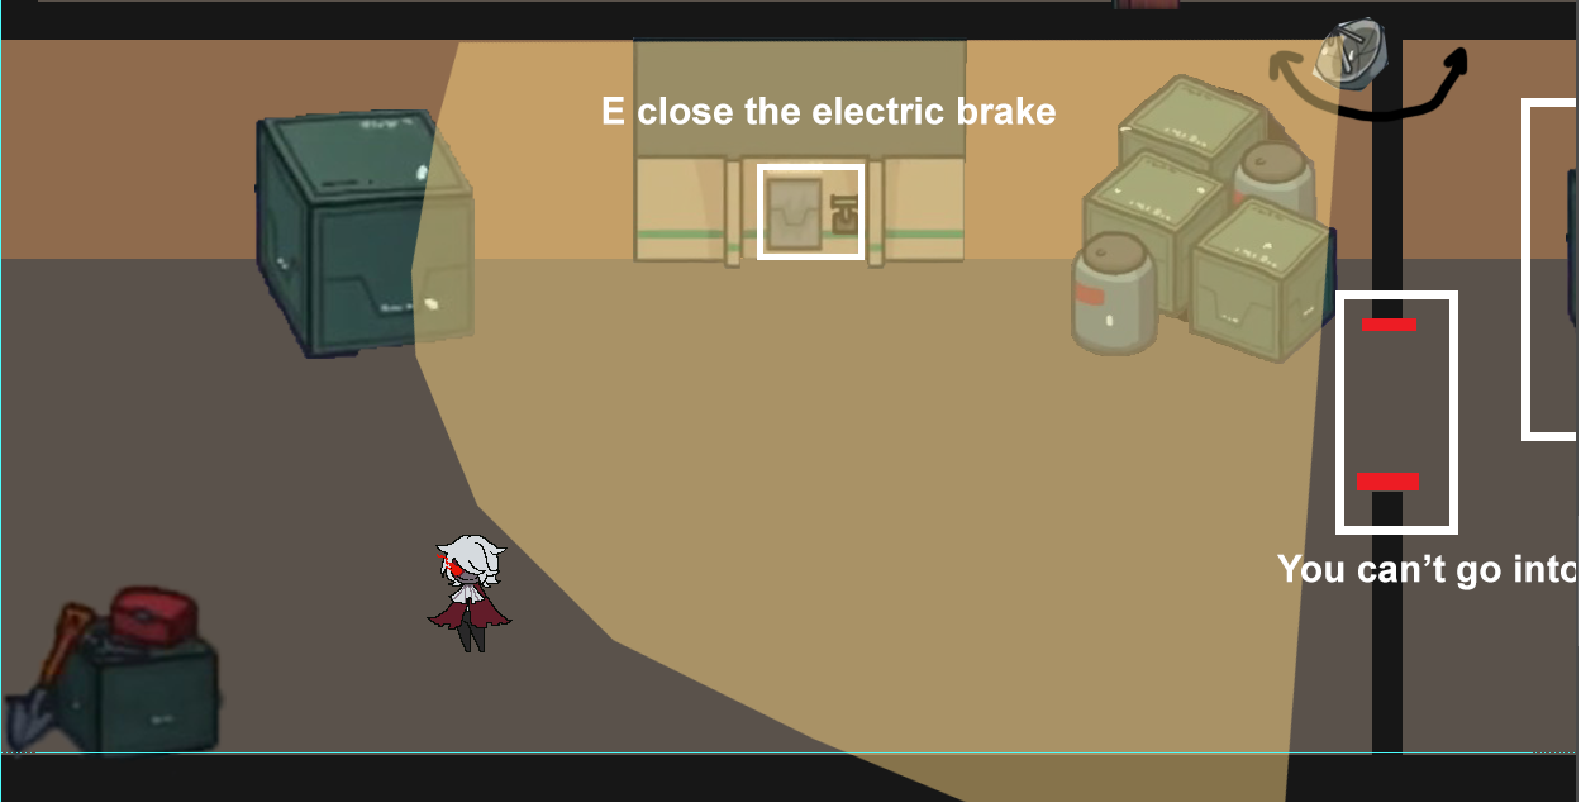 E close the electric brake
You can't go into